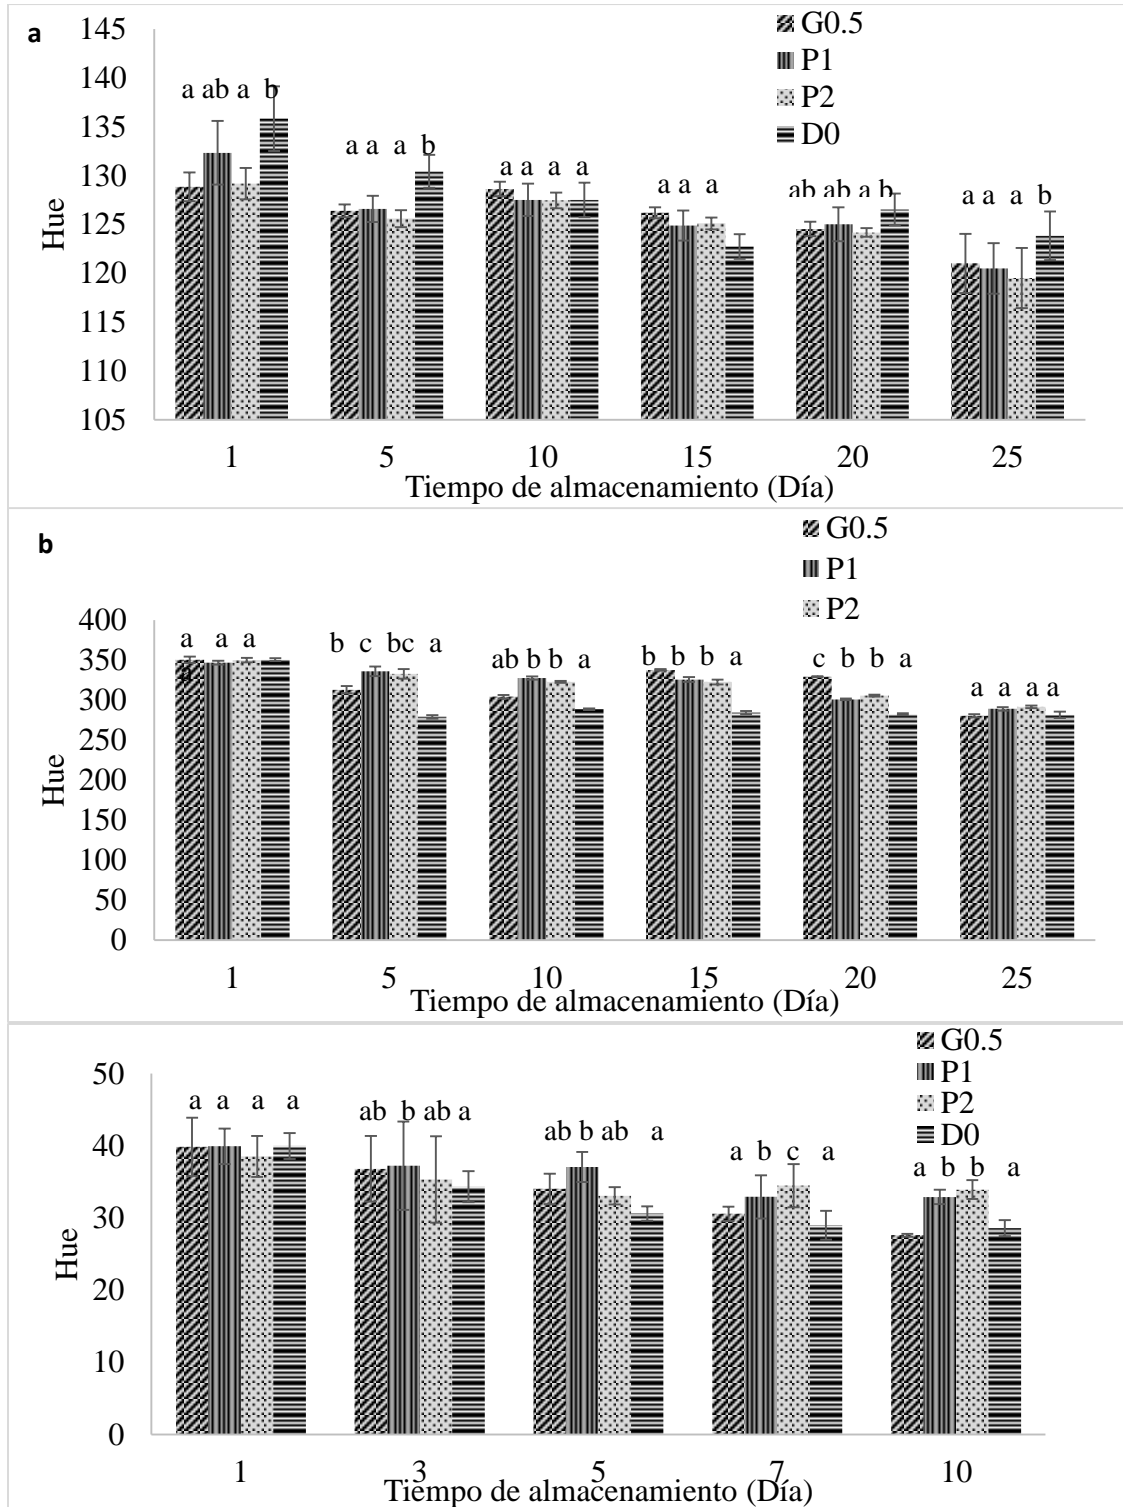 a
145
140
135
130
125
120
115
110
105
Hue
G0.5
P1
P2
D0
a ab a b
a a a b
a a a a
a a a
ab ab a b
a a a b
1 5 10 15 20 25
Tiempo de almacenamiento (Día)
b
G0.5
P1
P2
400
350
300
250
200
150
100
50
0
Hue
a a a
a
b c bc a
ab b b a
b b b a
c b b a
a a a a
1 5 10 15 20 25
Tiempo de almacenamiento (Día)
G0.5
P1
P2
D0
50
40
30
20
10
0
Hue
a a a a
ab b ab a
ab b ab a
a b c a
a b b a
1 3 5 7 10
Tiempo de almacenamiento (Día)